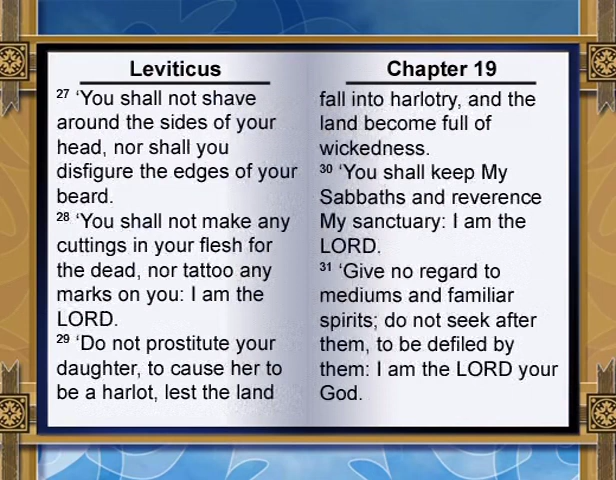 Leviticus
27 ‘You shall not shave
around the sides of your
head, nor shall you
disfigure the edges of your
beard.
28 ‘You shall not make any
cuttings in your flesh for
the dead, nor tattoo any
marks on you: I am the
LORD.
29 ‘Do not prostitute your
daughter, to cause her to
be a harlot, lest the land
Chapter 19
fall into harlotry, and the
land become full of
wickedness.
30 ‘You shall keep My
Sabbaths and reverence
My sanctuary: I am the
LORD.
31 ‘Give no regard to
mediums and familiar
spirits; do not seek after
them, to be defiled by
them: I am the LORD your
God.